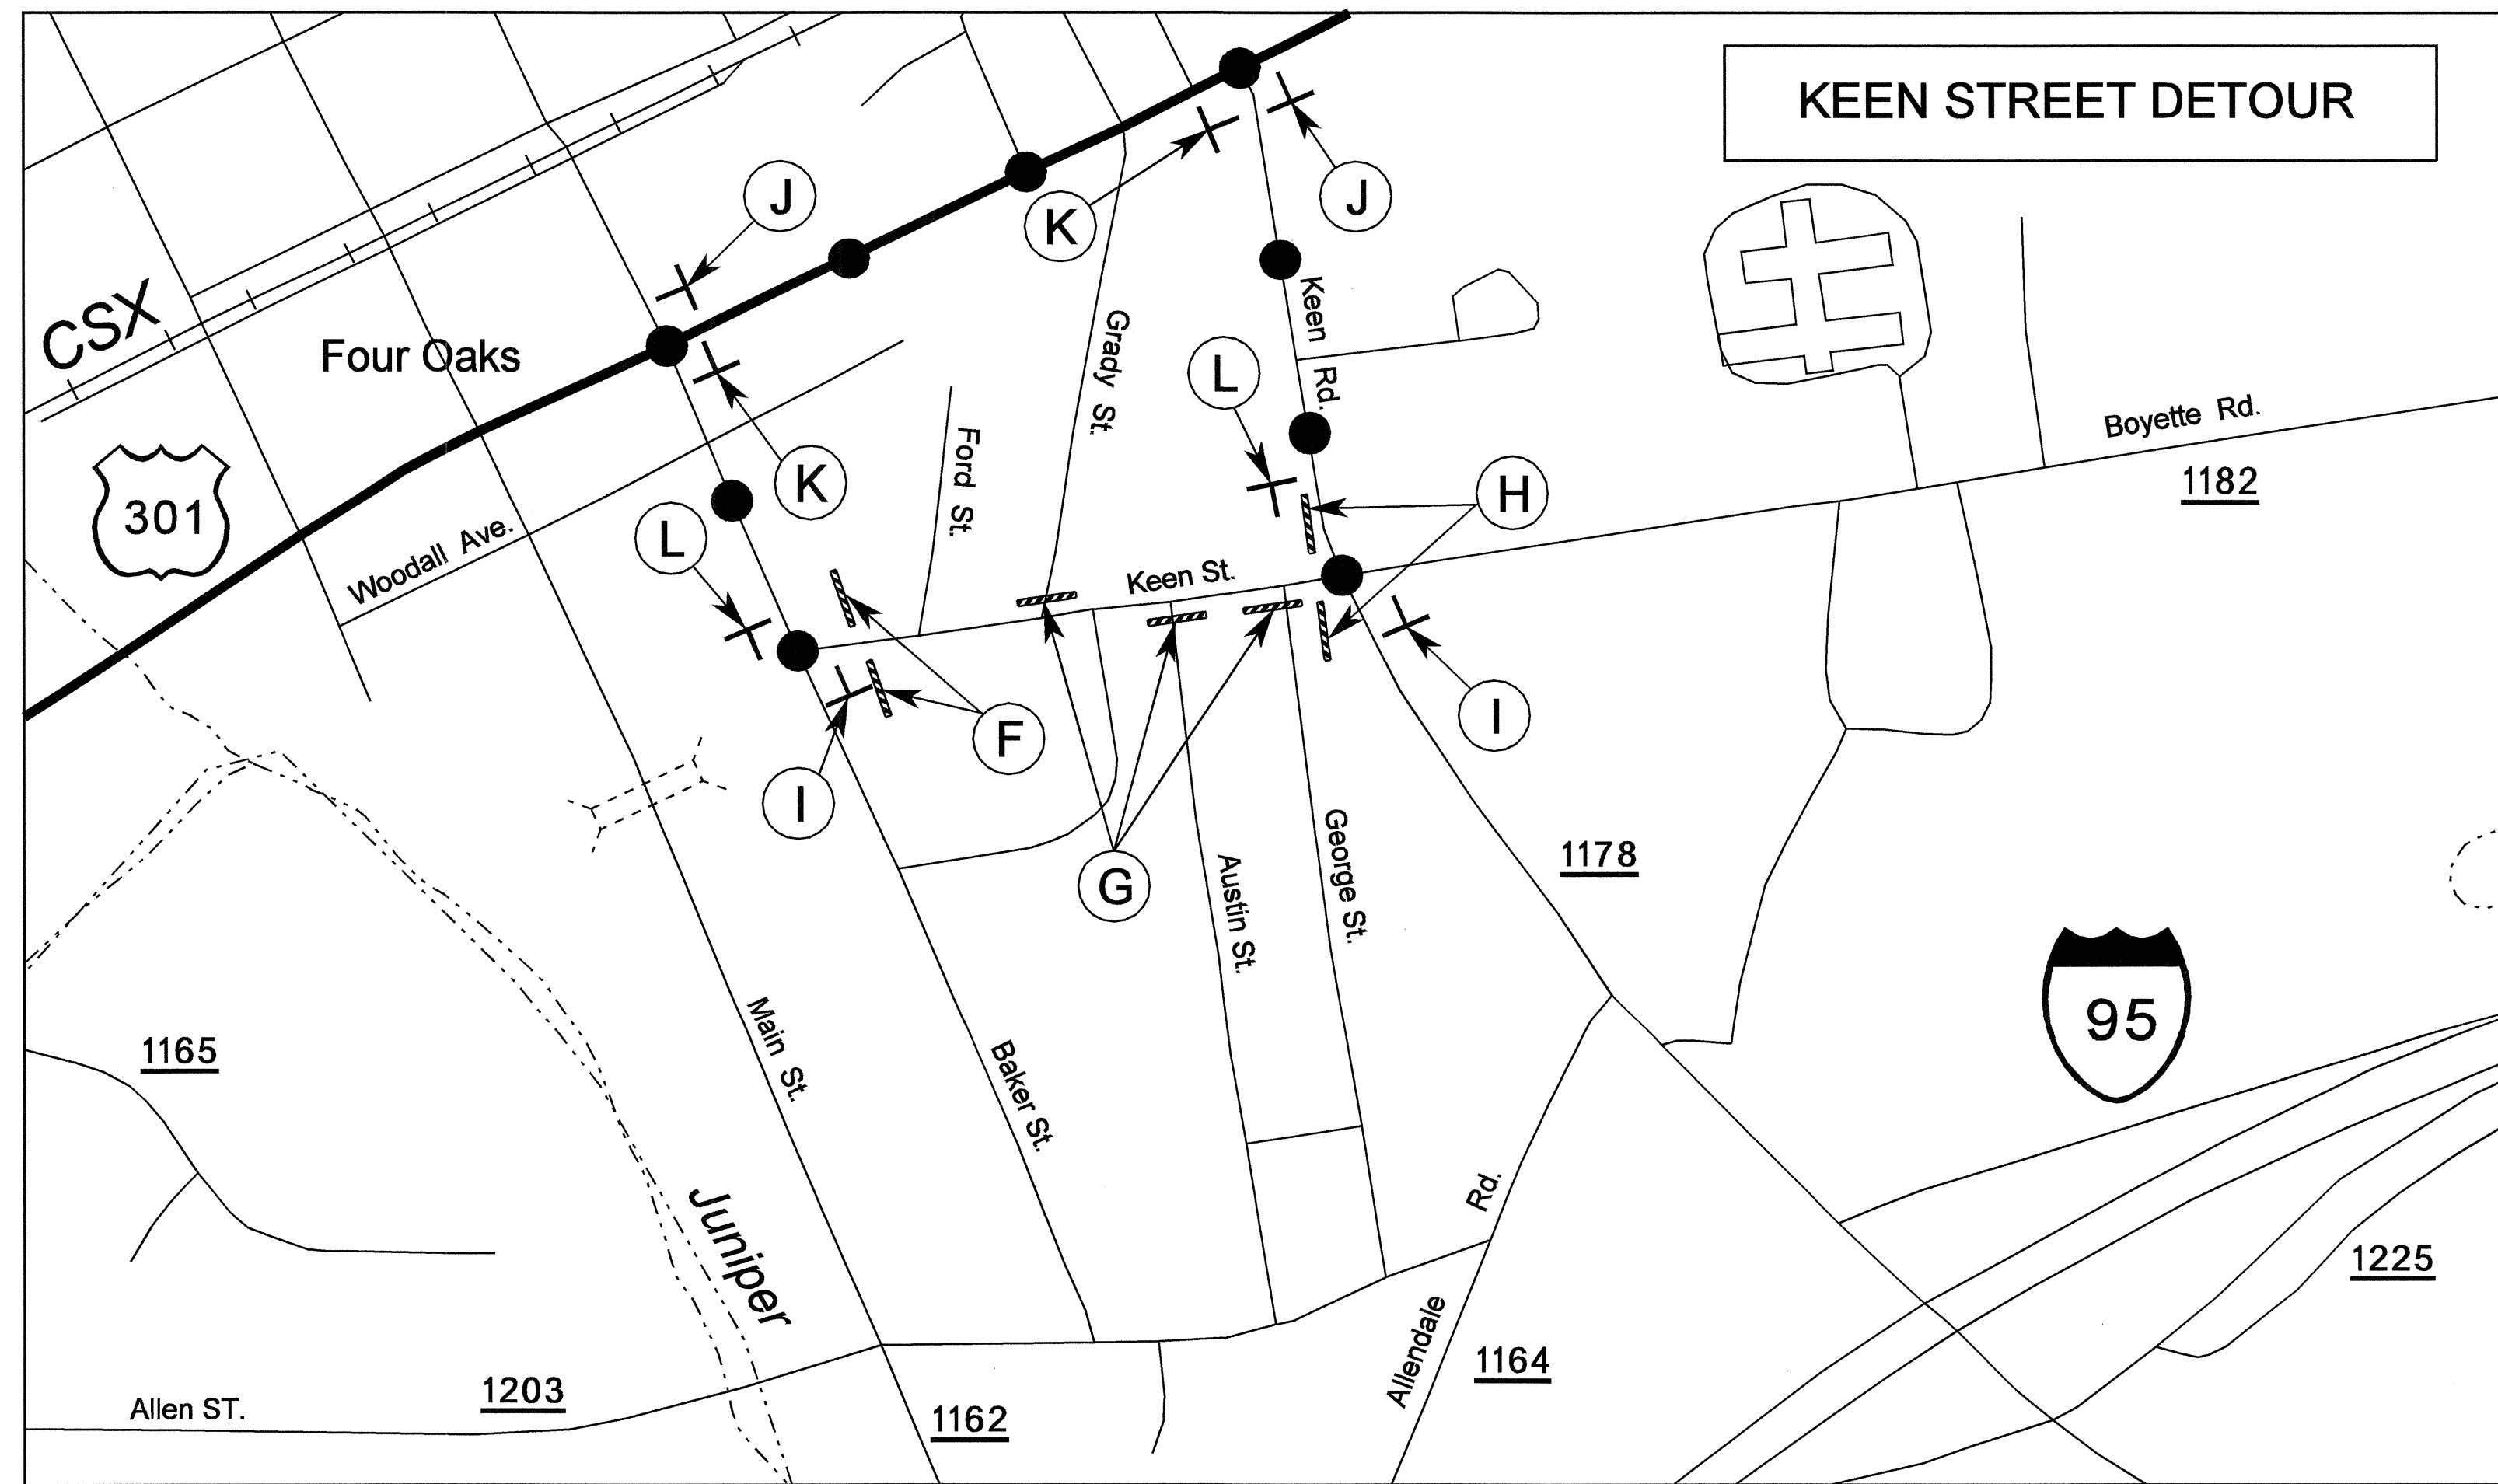 KEEN STREET DETOUR
J
J
K
CSX
Four Oaks
Grady St.
Keen Rd.
L
Boyette Rd.
1182
301
K
Ford St.
H
Woodall Ave.
L
Keen St.
I
F
I
G
1178
Austin St.
George St.
95
1165
Main St.
Baker St.
Juniper
Allendale Rd.
1225
1164
1203
Allen ST.
1162